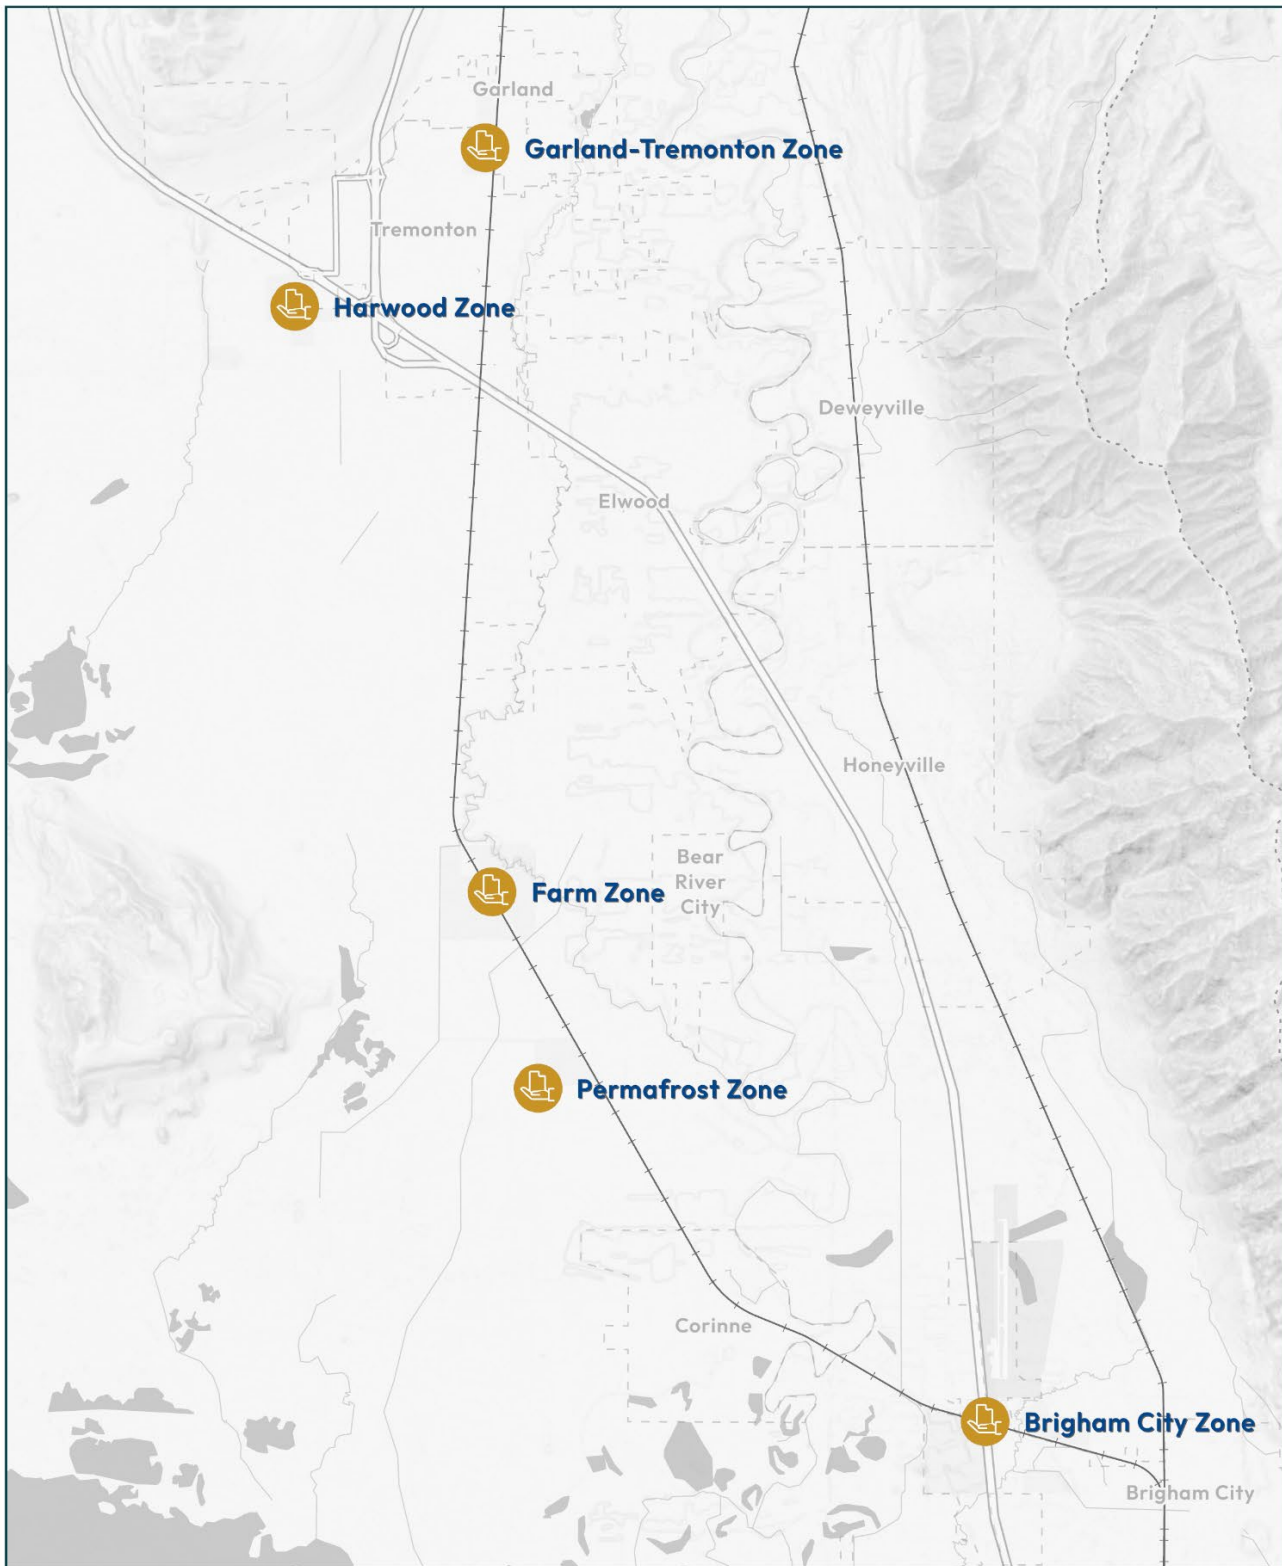 Garland
Garland-Tremonton Zone
Tremonton
Harwood Zone
Deweyville
Elwood
Honeyville
Bear
River
City
Farm Zone
Permafrost Zone
Corinne
Brigham City Zone
Brigham City